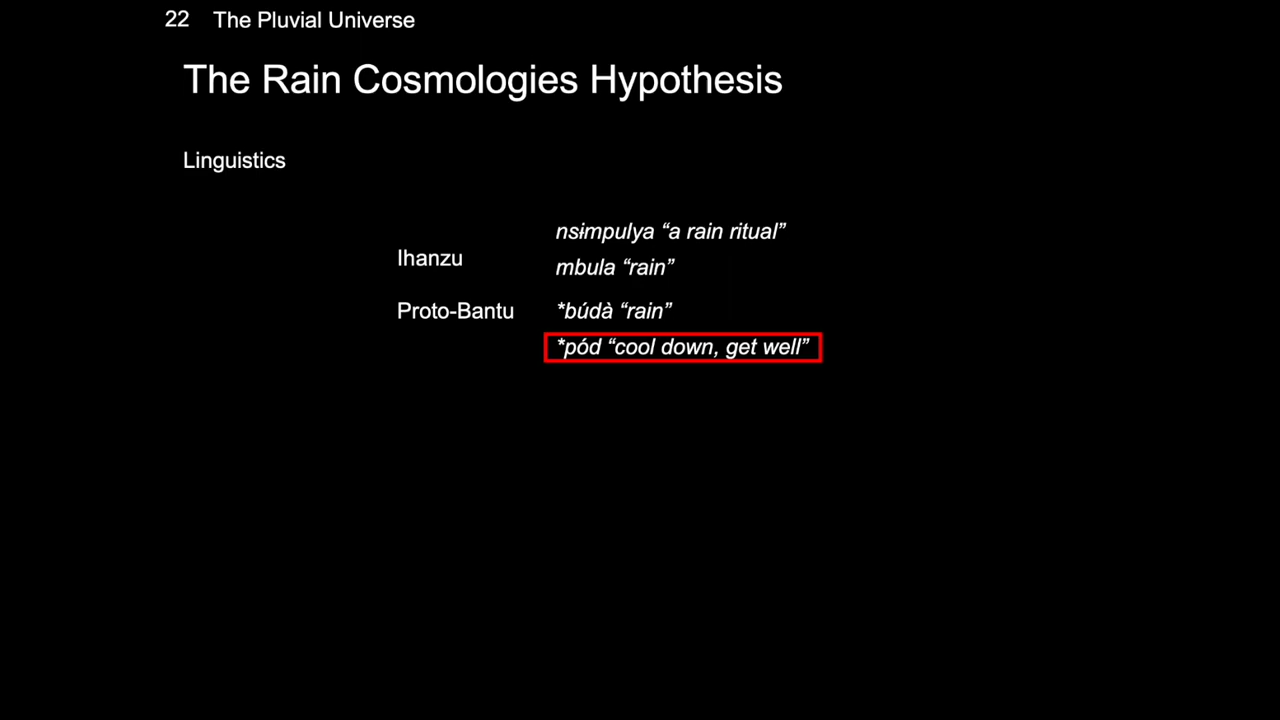 22 The Pluvial Universe
The Rain Cosmologies Hypothesis
Linguistics
nsɨmpulya “a rain ritual”
Ihanzu
mbula “rain”
Proto-Bantu *búdà “rain”
*pód “cool down, get well”